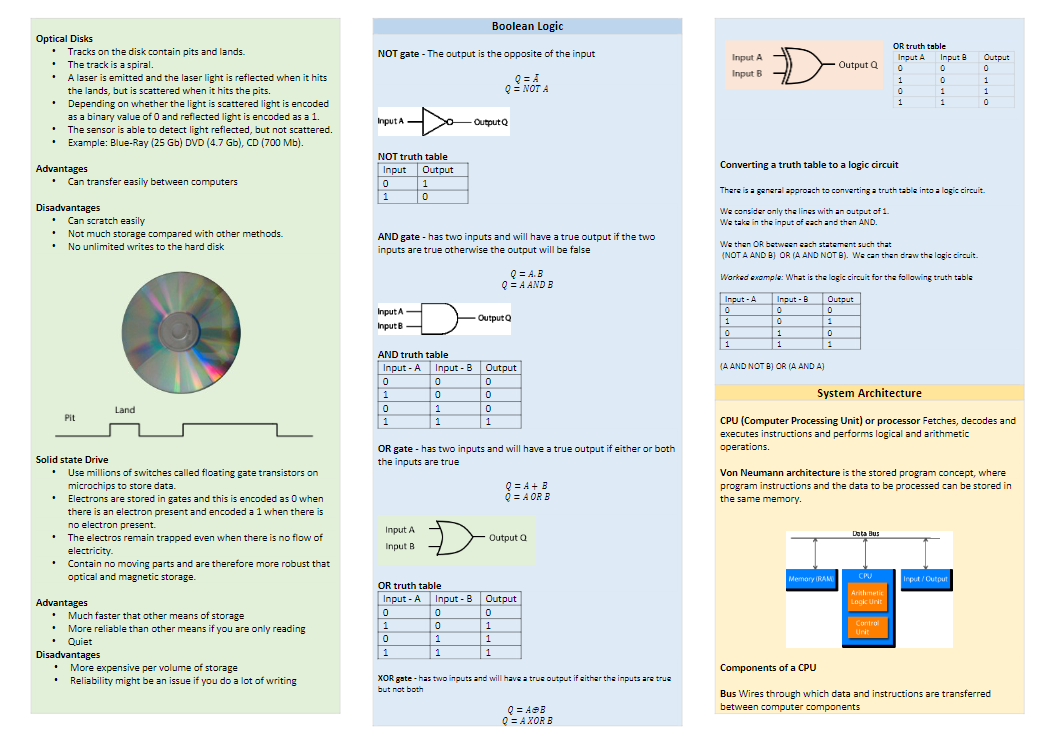 Optical Disks
• Tracks on the disk contain pits and lands.
• The track is a spiral.
• A laser is emitted and the laser light is reflected when it hits
the lands, but is scattered when it hits the pits.
• Depending on whether the light is scattered light is encoded
as a binary value of 0 and reflected light is encoded as a 1.
• The sensor is able to detect light reflected, but not scattered.
• Example: Blue-Ray (25 Gb) DVD (4.7 Gb), CD (700 Mb).
Advantages
• Can transfer easily between computers
Disadvantages
• Can scratch easily
• Not much storage compared with other methods.
• No unlimited writes to the hard disk
Pit
Land
Solid state Drive
• Use millions of switches called floating gate transistors on
microchips to store data.
• Electrons are stored in gates and this is encoded as 0 when
there is an electron present and encoded a 1 when there is
no electron present.
• The electros remain trapped even when there is no flow of
electricity.
• Contain no moving parts and are therefore more robust that
optical and magnetic storage.
Advantages
• Much faster that other means of storage
• More reliable than other means if you are only reading
• Quiet
Disadvantages
• More expensive per volume of storage
• Reliability might be an issue if you do a lot of writing
Boolean Logic
NOT gate - The output is the opposite of the input
Q = Ā
Q = NOT A
Input A
Output Q
NOT truth table
Input Output
0 1
1 0
AND gate - has two inputs and will have a true output if the two
inputs are true otherwise the output will be false
Q = A.B
Q = A AND B
Input A
Input B
Output Q
AND truth table
Input - A Input - B Output
0 0 0
1 0 0
0 1 0
1 1 1
OR gate - has two inputs and will have a true output if either or both
the inputs are true
Q = A + B
Q = A OR B
Input A
Input B
Output Q
OR truth table
Input - A Input - B Output
0 0 0
1 0 1
0 1 1
1 1 1
XOR gate - has two inputs and will have a true output if either the inputs are true
but not both
Q = A⊕B
Q = A XOR B
Input A
Input B
Output Q
OR truth table
Input A Input B Output
0 0 0
1 0 1
0 1 1
1 1 0
Converting a truth table to a logic circuit
There is a general approach to converting a truth table into a logic circuit.
We consider only the lines with an output of 1.
We take in the input of each and then AND.
We then OR between each statement such that
(NOT A AND B) OR (A AND NOT B). We can then draw the logic circuit.
Worked example: What is the logic circuit for the following truth table
Input - A Input - B Output
0 0 0
1 0 1
0 1 0
1 1 1
(A AND NOT B) OR (A AND A)
System Architecture
CPU (Computer Processing Unit) or processor Fetches, decodes and
executes instructions and performs logical and arithmetic
operations.
Von Neumann architecture is the stored program concept, where
program instructions and the data to be processed can be stored in
the same memory.
Data Bus
Memory (RAM)
CPU
Arithmetic
Logic Unit
Control
Unit
Input / Output
Components of a CPU
Bus Wires through which data and instructions are transferred
between computer components